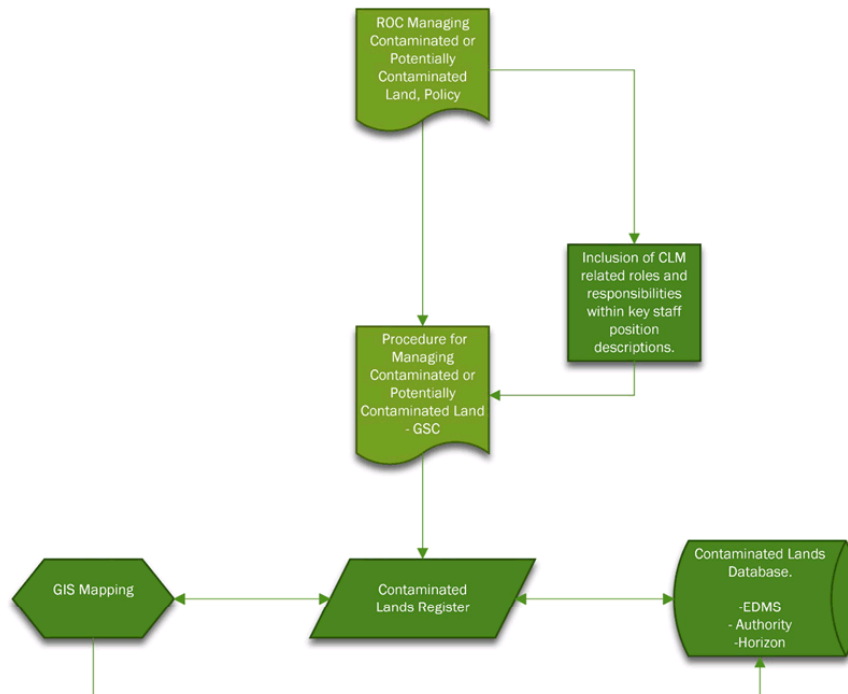 ROC Managing
Contaminated or
Potentially
Contaminated
Land, Policy
Inclusion of CLM
related roles and
responsibilities
within key staff
position
descriptions.
Procedure for
Managing
Contaminated or
Potentially
Contaminated Land
- GSC
GIS Mapping
Contaminated
Lands Register
Contaminated Lands
Database.
-EDMS
- Authority
-Horizon